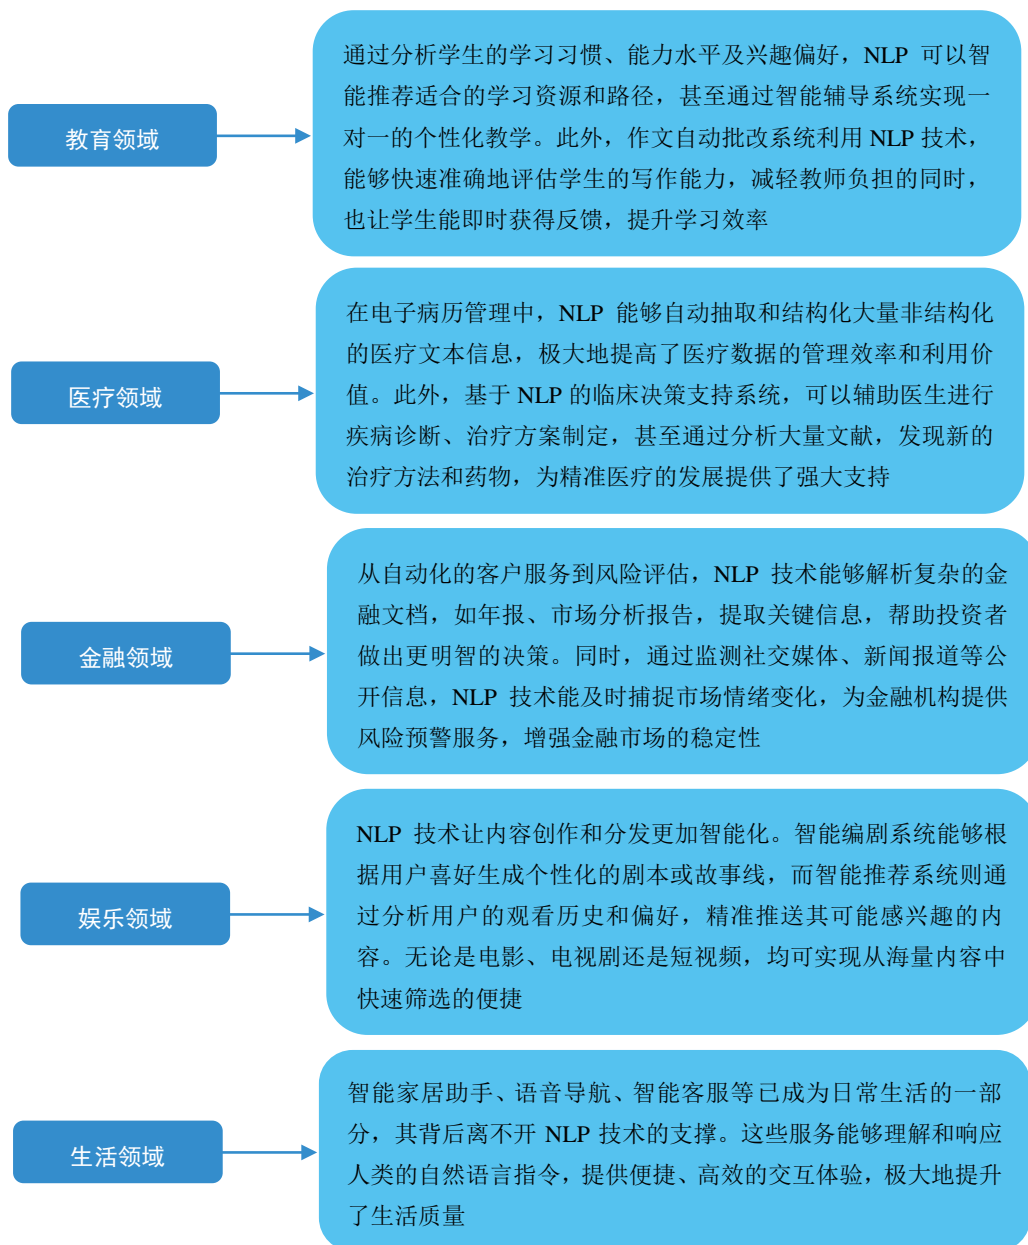 教育领域
通过分析学生的学习习惯、能力水平及兴趣偏好，NLP 可以智
能推荐适合的学习资源和路径，甚至通过智能辅导系统实现一
对一的个性化教学。此外，作文自动批改系统利用 NLP 技术，
能够快速准确地评估学生的写作能力，减轻教师负担的同时，
也让学生能即时获得反馈，提升学习效率
医疗领域
在电子病历管理中，NLP 能够自动抽取和结构化大量非结构化
的医疗文本信息，极大地提高了医疗数据的管理效率和利用价
值。此外，基于 NLP 的临床决策支持系统，可以辅助医生进行
疾病诊断、治疗方案制定，甚至通过分析大量文献，发现新的
治疗方法和药物，为精准医疗的发展提供了强大支持
金融领域
从自动化的客户服务到风险评估，NLP 技术能够解析复杂的金
融文档，如年报、市场分析报告，提取关键信息，帮助投资者
做出更明智的决策。同时，通过监测社交媒体、新闻报道等公
开信息，NLP 技术能及时捕捉市场情绪变化，为金融机构提供
风险预警服务，增强金融市场的稳定性
娱乐领域
NLP 技术让内容创作和分发更加智能化。智能编剧系统能够根
据用户喜好生成个性化的剧本或故事线，而智能推荐系统则通
过分析用户的观看历史和偏好，精准推送其可能感兴趣的内
容。无论是电影、电视剧还是短视频，均可实现从海量内容中
快速筛选的便捷
生活领域
智能家居助手、语音导航、智能客服等已成为日常生活的一部
分，其背后离不开 NLP 技术的支撑。这些服务能够理解和响应
人类的自然语言指令，提供便捷、高效的交互体验，极大地提升
了生活质量